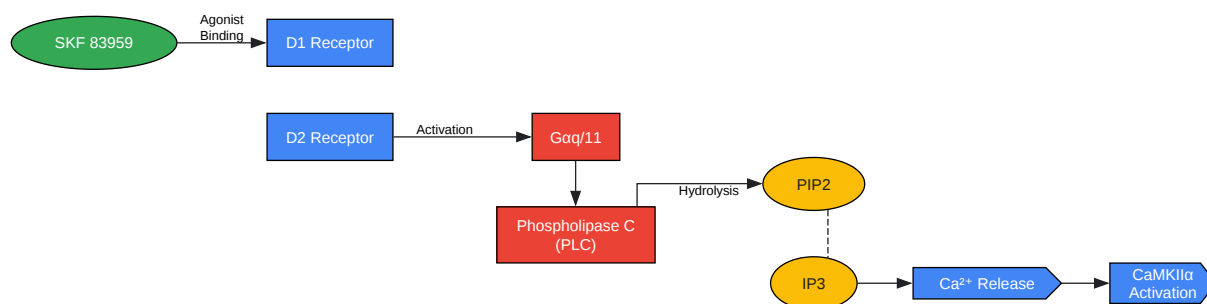 Agonist
Binding
SKF 83959
D1 Receptor
D2 Receptor
Activation
Gαq/11
Hydrolysis
PIP2
Phospholipase C
(PLC)
IP3
Ca²⁺ Release
CaMKIIα
Activation